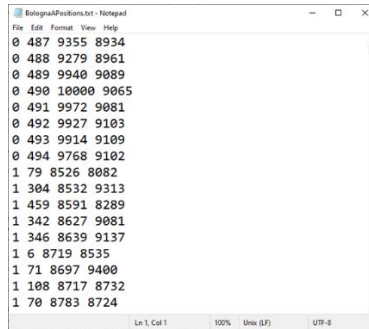 BolognaAPositions.txt - Notepad
File Edit Format View Help
0 487 9355 8934
0 488 9279 8961
0 489 9940 9089
0 490 10000 9065
0 491 9972 9081
0 492 9927 9103
0 493 9914 9109
0 494 9768 9102
1 79 8526 8082
1 304 8532 9313
1 459 8591 8289
1 342 8627 9081
1 346 8639 9137
1 6 8719 8535
1 71 8697 9400
1 108 8717 8732
1 70 8783 8724
Ln 1, Col 1 100% Unix (LF) UTF-8